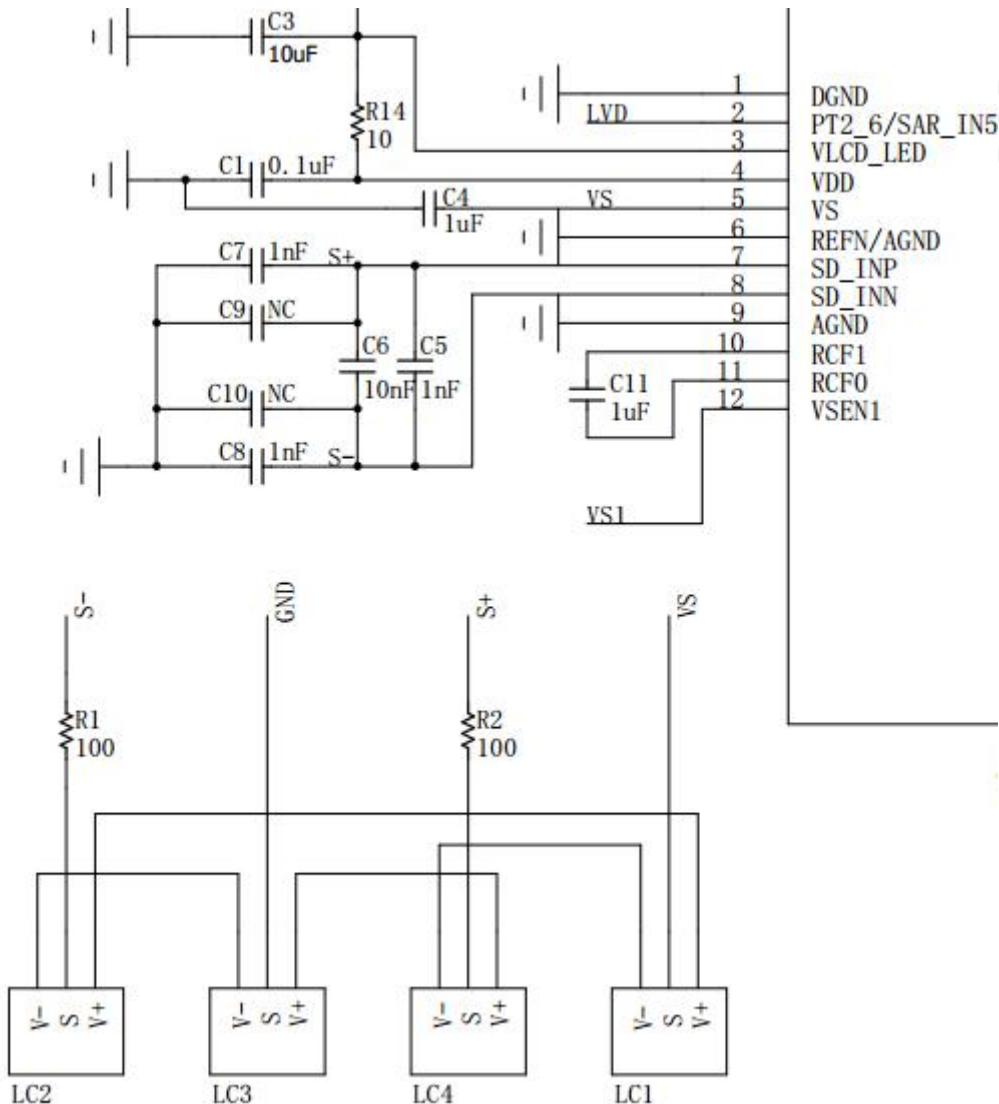 C3
10uF
R14
10
C1 0.1uF
C4
1uF
C7 1nF S+
C9 NC
C6
10nF
C5
1nF
C10 NC
C8 1nF S-
LVD
VS
1 DGND
2 PT2_6/SAR_IN5
3 VLCD_LED
4 VDD
5 VS
6 REFN/AGND
7 SD_INP
8 SD_INN
9 AGND
10 RCF1
11 RCF0
12 VSEN1
C11
1uF
VS1
S-
GND
S+
VS
R1
100
R2
100
V- S V+
V- S V+
V- S V+
V- S V+
LC2
LC3
LC4
LC1